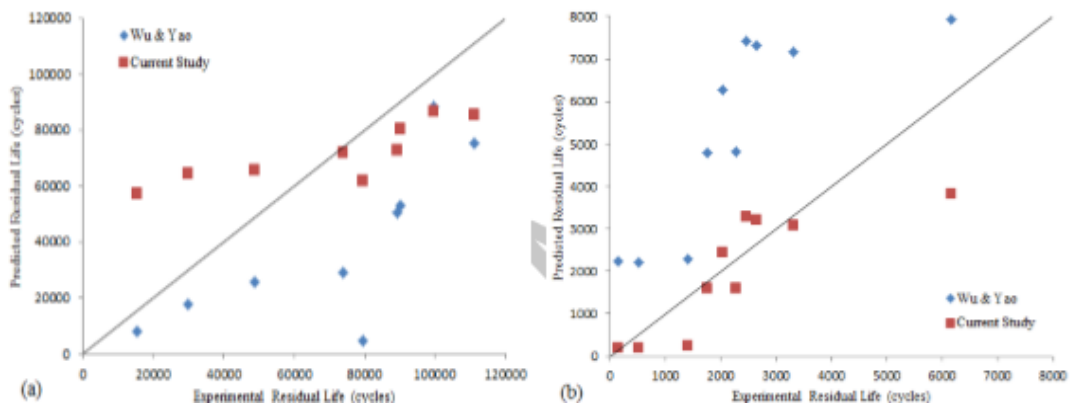 120000
100000
80000
60000
40000
20000
0
Predicted Residual Life (cycles)
Wu & Yao
Current Study
0 20000 40000 60000 80000 100000 120000
(a) Experimental Residual Life (cycles)
8000
7000
6000
5000
4000
3000
2000
1000
0
Predicted Residual Life (cycles)
Wu & Yao
Current Study
0 1000 2000 3000 4000 5000 6000 7000 8000
(b) Experimental Residual Life (cycles)